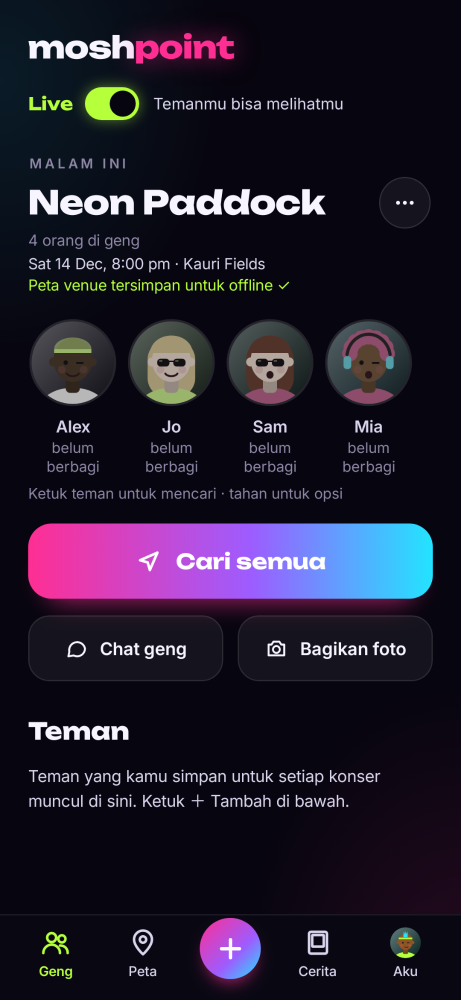 moshpoint
Live Temanmu bisa melihatmu
MALAM INI
Neon Paddock
4 orang di geng
Sat 14 Dec, 8:00 pm · Kauri Fields
Peta venue tersimpan untuk offline ✓
Alex
belum
berbagi
Jo
belum
berbagi
Sam
belum
berbagi
Mia
belum
berbagi
Ketuk teman untuk mencari · tahan untuk opsi
Cari semua
Chat geng
Bagikan foto
Teman
Teman yang kamu simpan untuk setiap konser
muncul di sini. Ketuk + Tambah di bawah.
Geng
Peta
Cerita
Aku